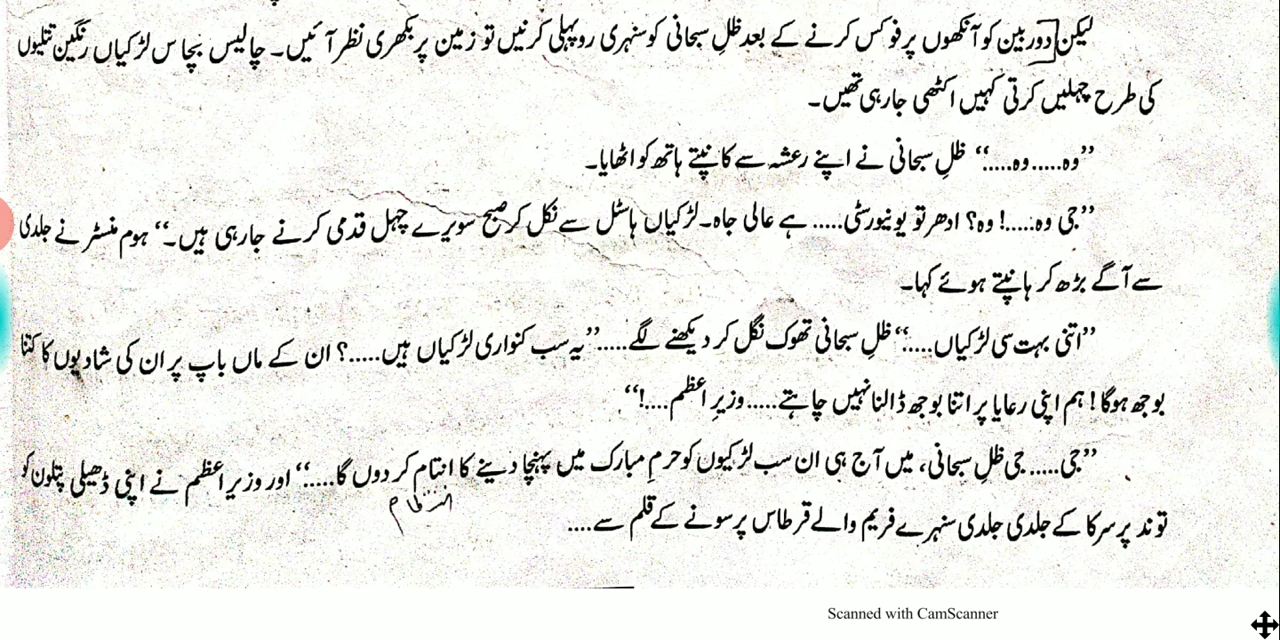 لیکن دوربین کو آنکھوں پر فوکس کرنے کے بعد ظلِ سبحانی کو سنہری روپہلی کرنیں تو زمین پر بکھری نظر آئیں۔ چالیس پچاس لڑکیاں رنگین تتلیوں
کی طرح چہلیں کرتی کہیں اکٹھی جارہی تھیں۔
”وہ.....وہ.....“ ظلِ سبحانی نے اپنے رعشہ سے کانپتے ہاتھ کو اٹھایا۔
”جی وہ.....! وہ؟ ادھر تو یونیورسٹی..... ہے عالی جاہ۔ لڑکیاں ہاسٹل سے نکل کر صبح سویرے چہل قدمی کرنے جارہی ہیں۔“ ہوم منسٹر نے جلدی
سے آگے بڑھ کر ہانپتے ہوئے کہا۔
”اتنی بہت سی لڑکیاں.....“ ظلِ سبحانی تھوک نگل کر دیکھنے لگے.....”یہ سب کنواری لڑکیاں ہیں.....؟ ان کے ماں باپ پر ان کی شادیوں کا کتنا
بوجھ ہوگا! ہم اپنی رعایا پر اتنا بوجھ ڈالنا نہیں چاہتے..... وزیرِ اعظم....!“
”جی..... جی ظلِ سبحانی، میں آج ہی ان سب لڑکیوں کو حرمِ مبارک میں پہنچا دینے کا انتام کر دوں گا.....“ اور وزیرِ اعظم نے اپنی ڈھیلی پتلون کو
توند پر سرکا کے جلدی جلدی سنہرے فریم والے قرطاس پر سونے کے قلم سے....
Scanned with CamScanner